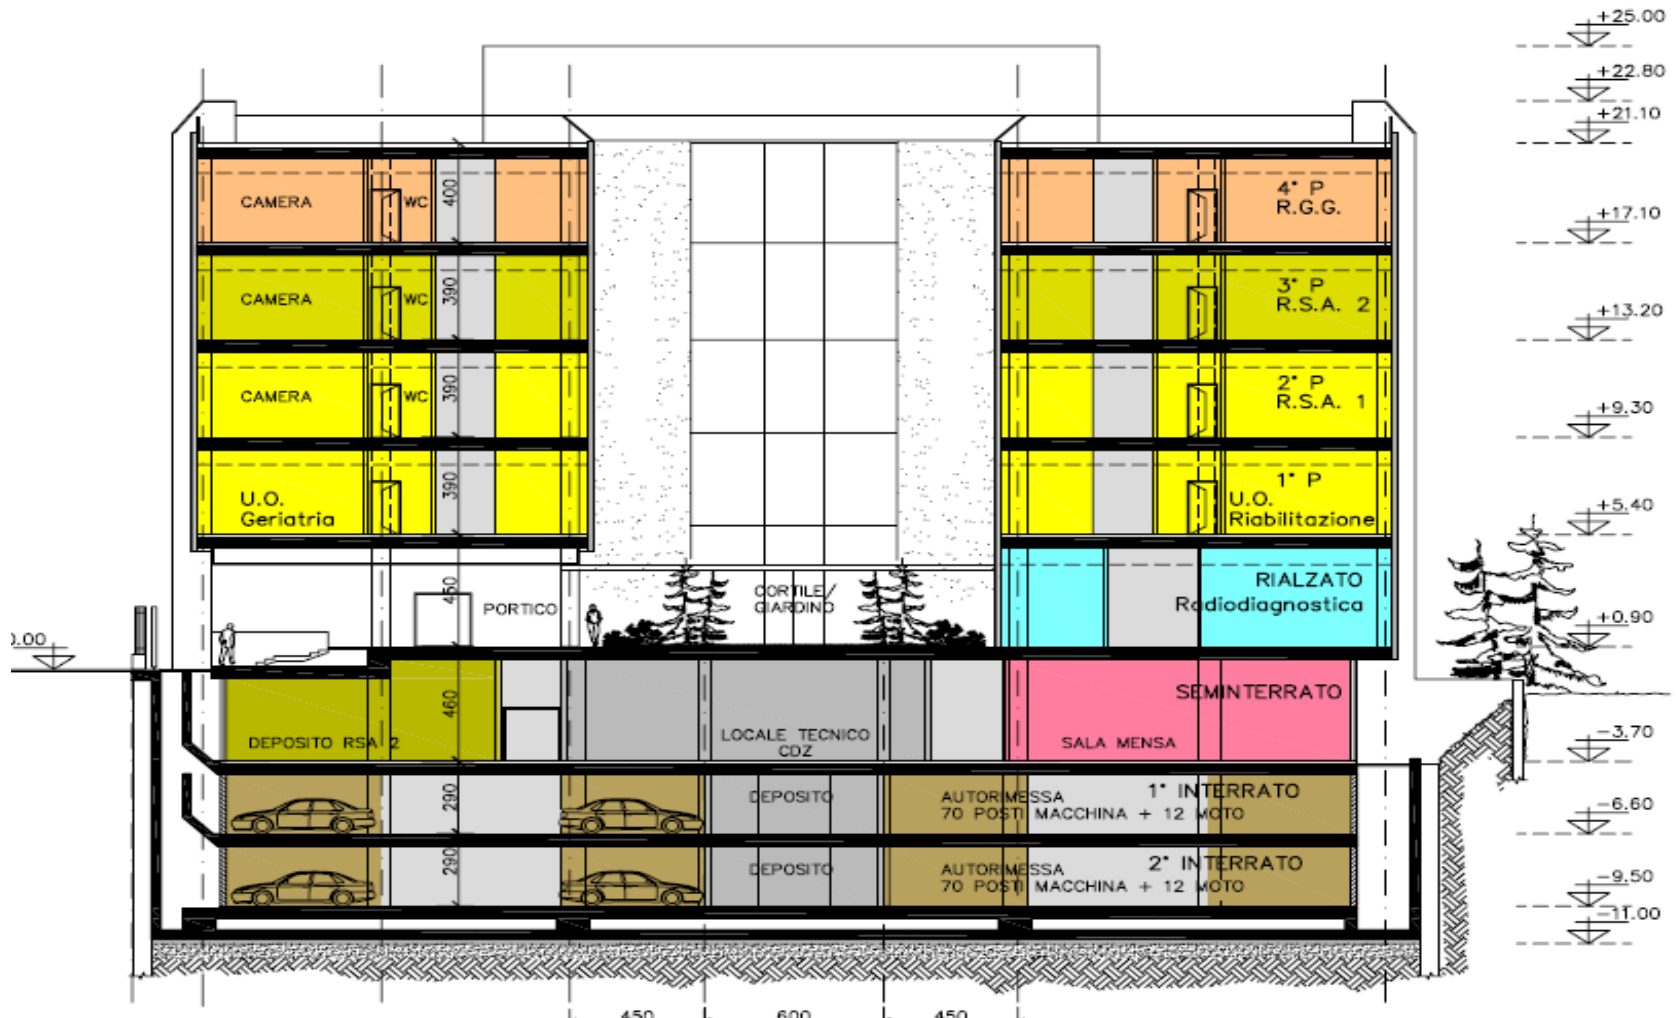 +25.00
+22.80
+21.10
CAMERA
WC
400
4° P
R.G.G.
+17.10
CAMERA
WC
390
3° P
R.S.A. 2
+13.20
CAMERA
WC
390
2° P
R.S.A. 1
+9.30
U.O.
Geriatria
390
1° P
U.O.
Riabilitazione
+5.40
450
PORTICO
CORTILE/
GIARDINO
RIALZATO
Radiodiagnostica
+0.90
0.00
460
DEPOSITO RSA 2
LOCALE TECNICO
CDZ
SEMINTERRATO
SALA MENSA
-3.70
290
DEPOSITO
1° INTERRATO
AUTORIMESSA
70 POSTI MACCHINA + 12 MOTO
-6.60
290
DEPOSITO
2° INTERRATO
AUTORIMESSA
70 POSTI MACCHINA + 12 MOTO
-9.50
-11.00
450
600
450